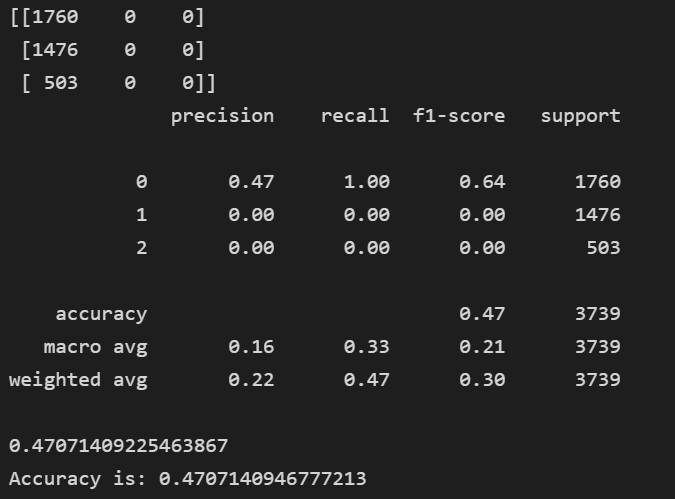 [[1760    0    0]
 [1476    0    0]
 [ 503    0    0]]
              precision    recall  f1-score   support

           0       0.47      1.00      0.64      1760
           1       0.00      0.00      0.00      1476
           2       0.00      0.00      0.00       503

    accuracy                           0.47      3739
   macro avg       0.16      0.33      0.21      3739
weighted avg       0.22      0.47      0.30      3739

0.47071409225463867
Accuracy is: 0.4707140946777213